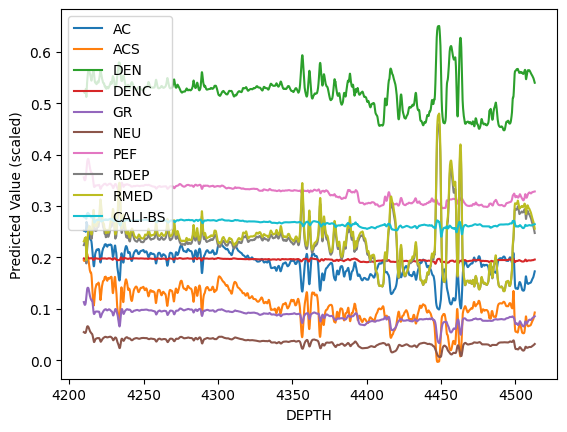 AC
ACS
DEN
DENC
GR
NEU
PEF
RDEP
RMED
CALI-BS
0.6
0.5
0.4
0.3
0.2
0.1
0.0
Predicted Value (scaled)
4200 4250 4300 4350 4400 4450 4500
DEPTH